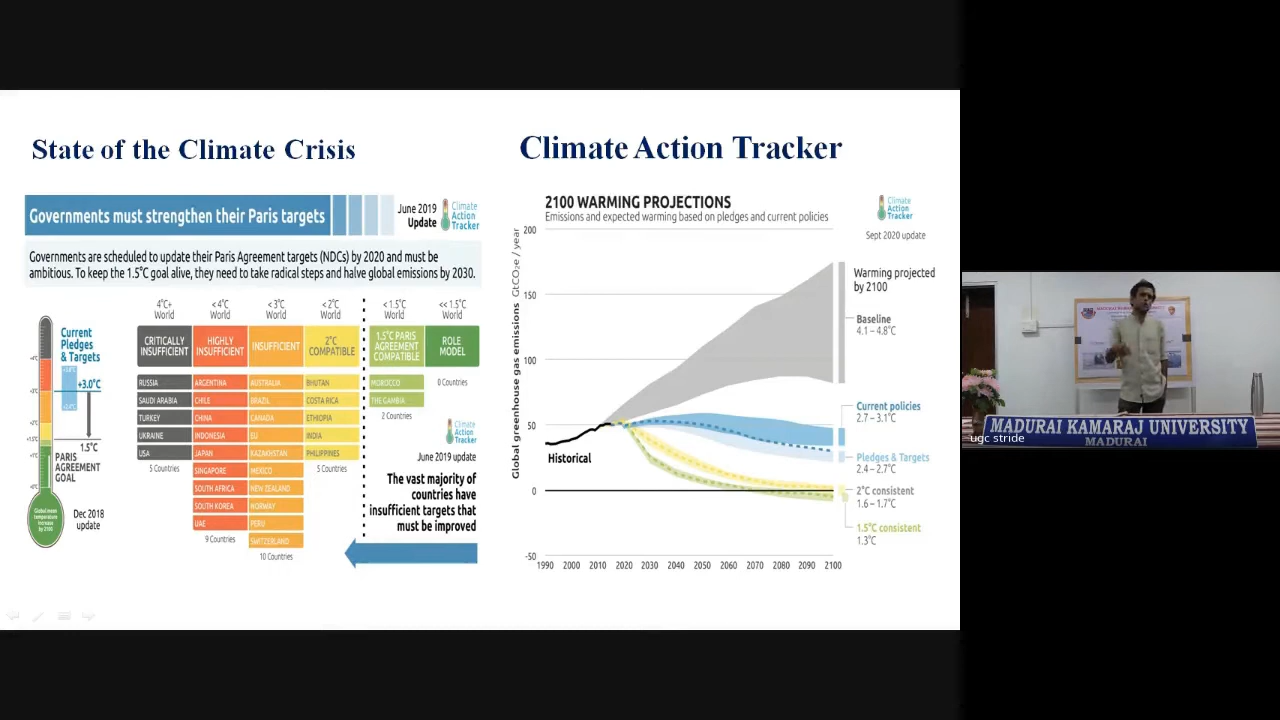 State of the Climate Crisis
Governments must strengthen their Paris targets
June 2019
Update
Climate
Action
Tracker
Governments are scheduled to update their Paris Agreement targets (NDCs) by 2020 and must be
ambitious. To keep the 1.5°C goal alive, they need to take radical steps and halve global emissions by 2030.
4°C+
World
< 4°C
World
< 3°C
World
< 2°C
World
< 1.5°C
World
<< 1.5°C
World
CRITICALLY
INSUFFICIENT
HIGHLY
INSUFFICIENT
INSUFFICIENT
2°C
COMPATIBLE
1.5°C PARIS
AGREEMENT
COMPATIBLE
ROLE
MODEL
RUSSIA
SAUDI ARABIA
TURKEY
UKRAINE
USA
5 Countries
ARGENTINA
CHILE
CHINA
INDONESIA
JAPAN
SINGAPORE
SOUTH AFRICA
SOUTH KOREA
UAE
9 Countries
AUSTRALIA
BRAZIL
CANADA
EU
KAZAKHSTAN
MEXICO
NEW ZEALAND
NORWAY
PERU
SWITZERLAND
10 Countries
BHUTAN
COSTA RICA
ETHIOPIA
INDIA
PHILIPPINES
5 Countries
MOROCCO
THE GAMBIA
2 Countries
0 Countries
Climate
Action
Tracker
June 2019 update
The vast majority of
countries have
insufficient targets that
must be improved
Current
Pledges
& Targets
+3.0°C
1.5°C
PARIS
AGREEMENT
GOAL
Global mean
temperature
increase
by 2100
Dec 2018
update
Climate Action Tracker
2100 WARMING PROJECTIONS
Emissions and expected warming based on pledges and current policies
Climate
Action
Tracker
Sept 2020 update
Global greenhouse gas emissions GtCO₂e / year
200
150
100
50
0
-50
1990 2000 2010 2020 2030 2040 2050 2060 2070 2080 2090 2100
Historical
Warming projected
by 2100
Baseline
4.1 – 4.8°C
Current policies
2.7 – 3.1°C
Pledges & Targets
2.4 – 2.7°C
2°C consistent
1.6 – 1.7°C
1.5°C consistent
1.3°C
MADURAI KAMARAJ UNIVERSITY
MADURAI
ugc stride